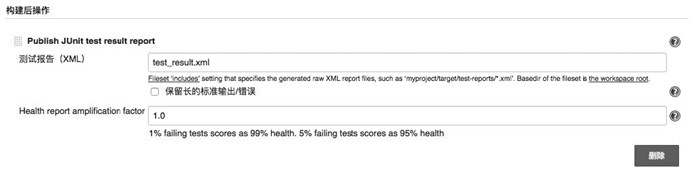 构建后操作
Publish JUnit test result report
测试报告（XML）
test_result.xml
Fileset 'includes' setting that specifies the generated raw XML report files, such as 'myproject/target/test-reports/*.xml'. Basedir of the fileset is the workspace root.
保留长的标准输出/错误
Health report amplification factor
1.0
1% failing tests scores as 99% health. 5% failing tests scores as 95% health
删除